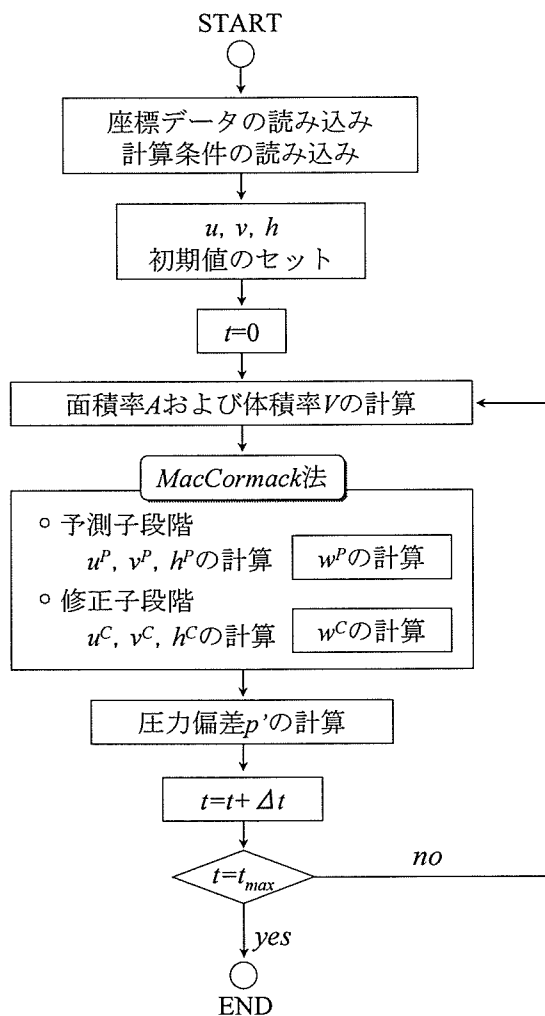 START
座標データの読み込み
計算条件の読み込み
u, v, h
初期値のセット
t=0
面積率Aおよび体積率Vの計算
MacCormack法
○ 予測子段階
u^P, v^P, h^Pの計算
w^Pの計算
○ 修正子段階
u^C, v^C, h^Cの計算
w^Cの計算
圧力偏差p’の計算
t=t+Δt
t=t_max
no
yes
END